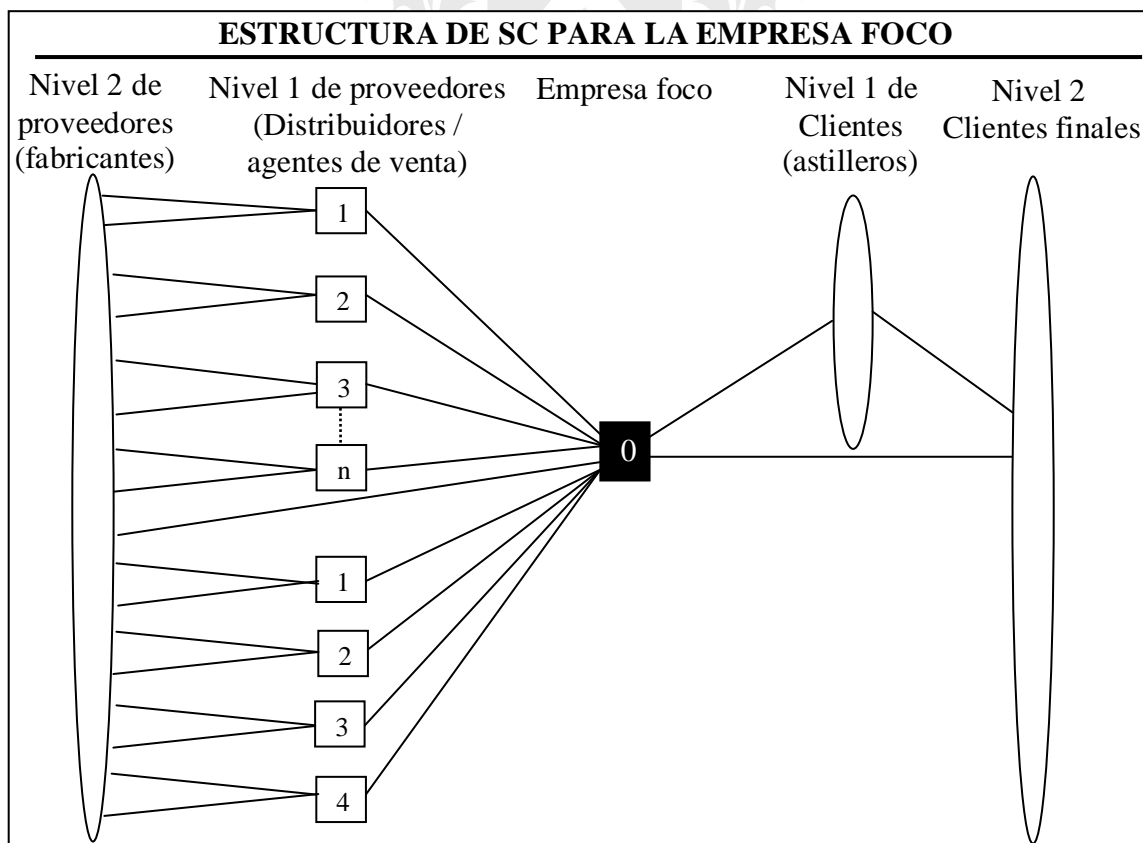 ESTRUCTURA DE SC PARA LA EMPRESA FOCO
Nivel 2 de
proveedores
(fabricantes)
Nivel 1 de proveedores
(Distribuidores /
agentes de venta)
Empresa foco
Nivel 1 de
Clientes
(astilleros)
Nivel 2
Clientes finales
1
2
3
n
0
1
2
3
4